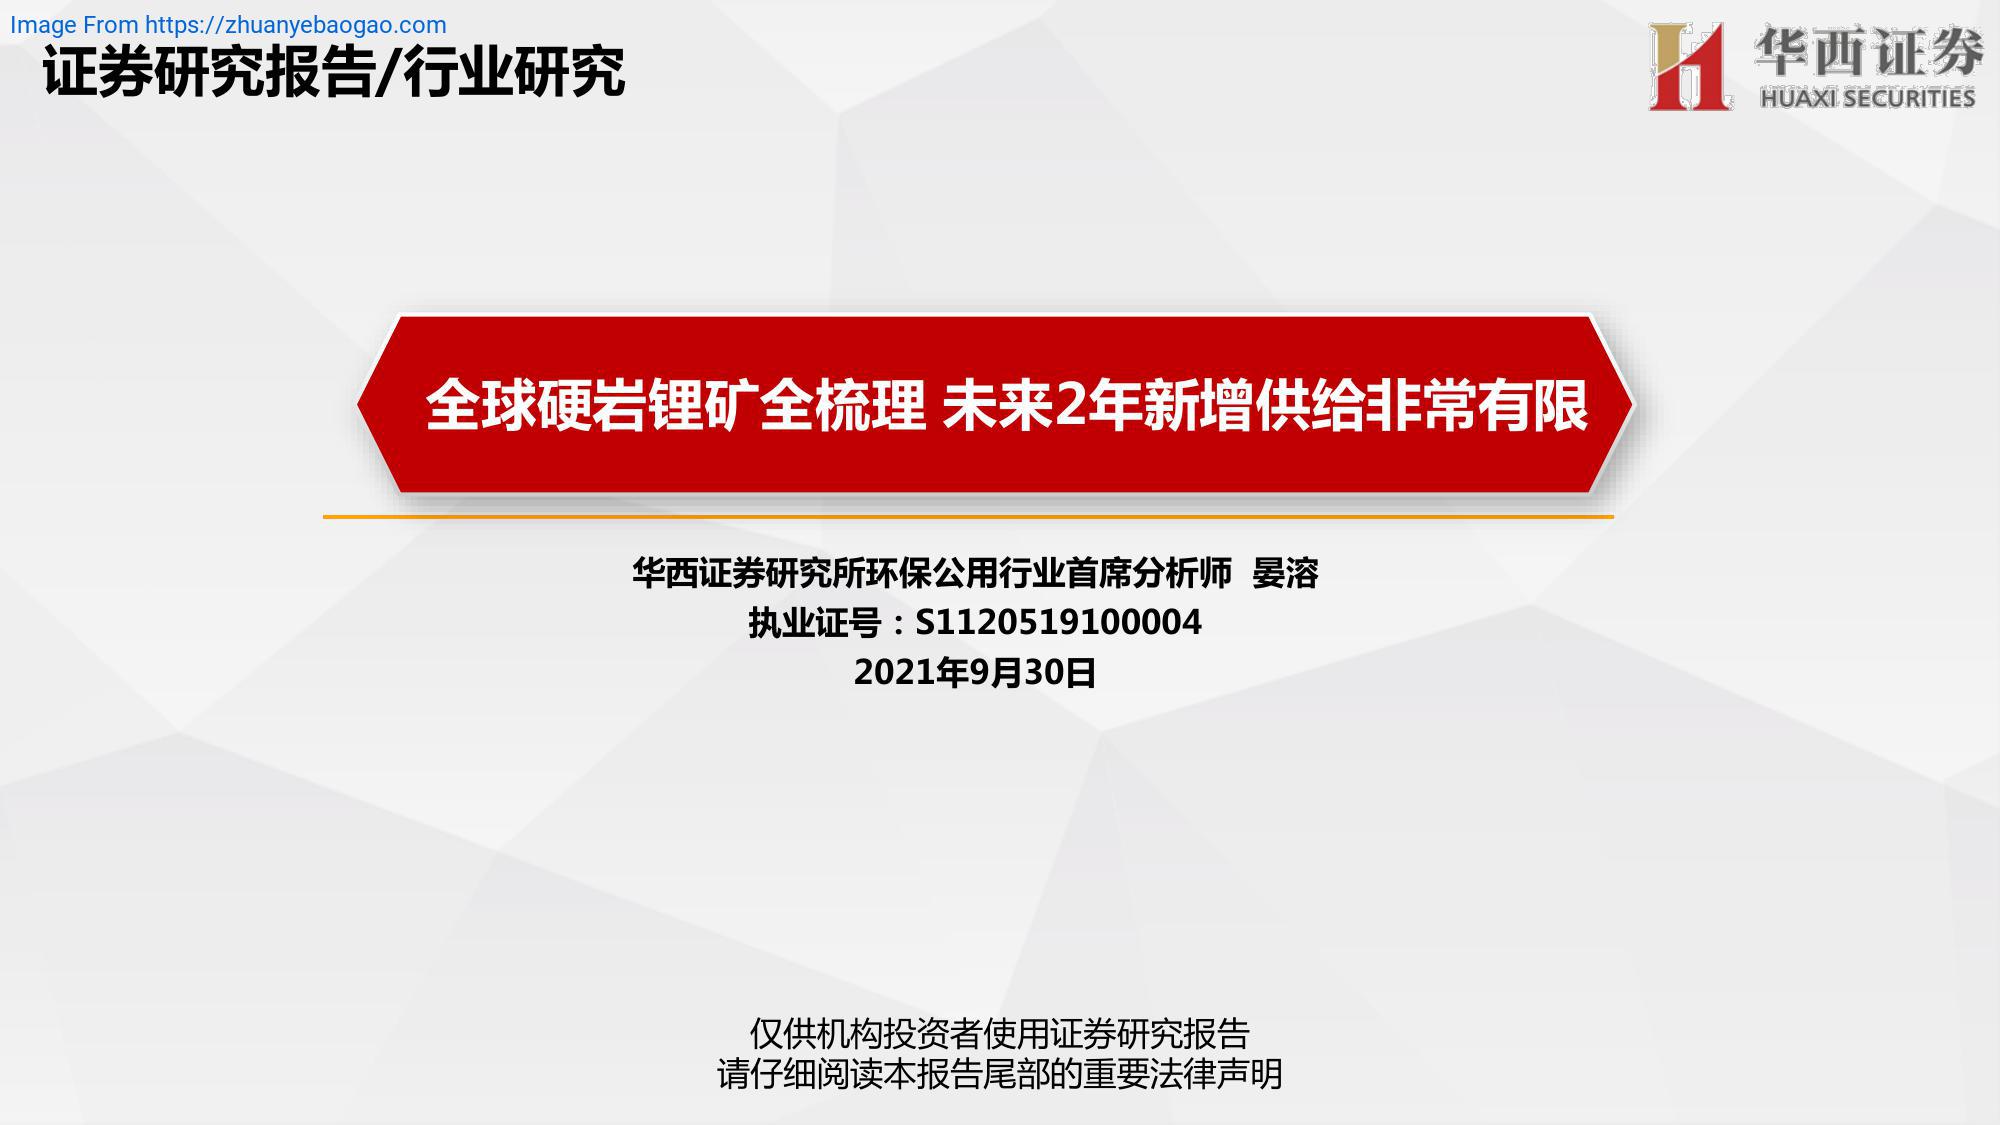 Image From https://zhuanyebaogao.com
证券研究报告/行业研究
华西证券
HUAXI SECURITIES
全球硬岩锂矿全梳理 未来2年新增供给非常有限
华西证券研究所环保公用行业首席分析师 晏溶
执业证号：S1120519100004
2021年9月30日
仅供机构投资者使用证券研究报告
请仔细阅读本报告尾部的重要法律声明